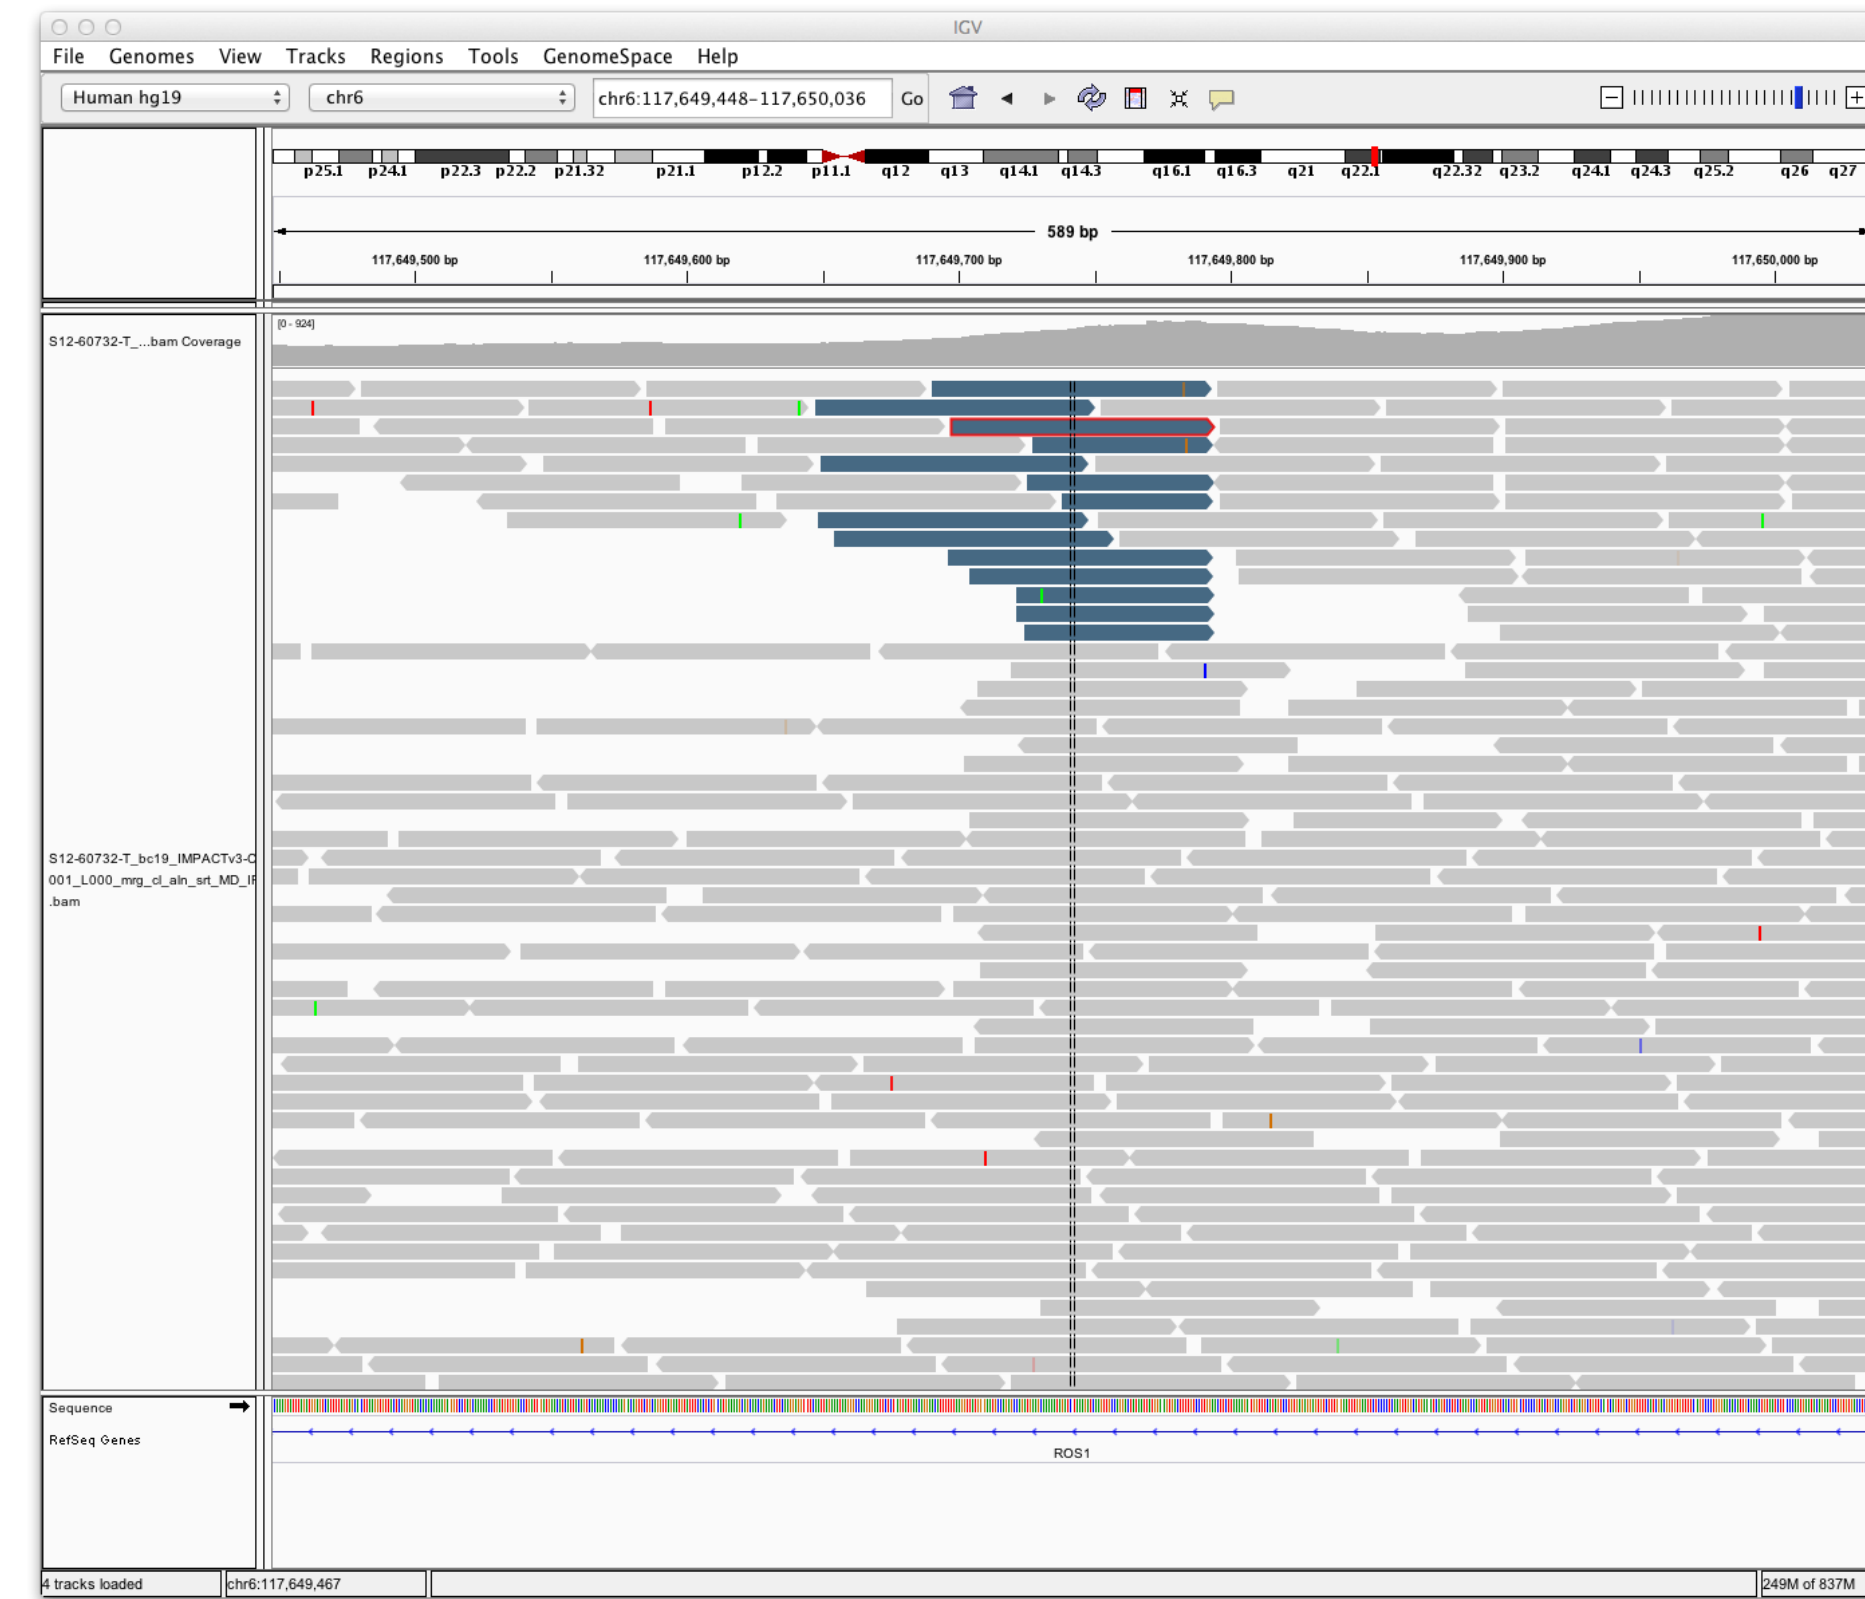 IGV
File Genomes View Tracks Regions Tools GenomeSpace Help
Human hg19 chr6 chr6:117,649,448-117,650,036 Go
p25.1 p24.1 p22.3 p22.2 p21.32 p21.1 p12.2 p11.1 q12 q13 q14.1 q14.3 q16.1 q16.3 q21 q22.1 q22.32 q23.2 q24.1 q24.3 q25.2 q26 q27
589 bp
117,649,500 bp 117,649,600 bp 117,649,700 bp 117,649,800 bp 117,649,900 bp 117,650,000 bp
[0 - 924]
S12-60732-T_...bam Coverage
S12-60732-T_bc19_IMPACTv3-C
001_L000_mrg_cl_aln_srt_MD_IF
.bam
Sequence
RefSeq Genes
ROS1
4 tracks loaded chr6:117,649,467 249M of 837M